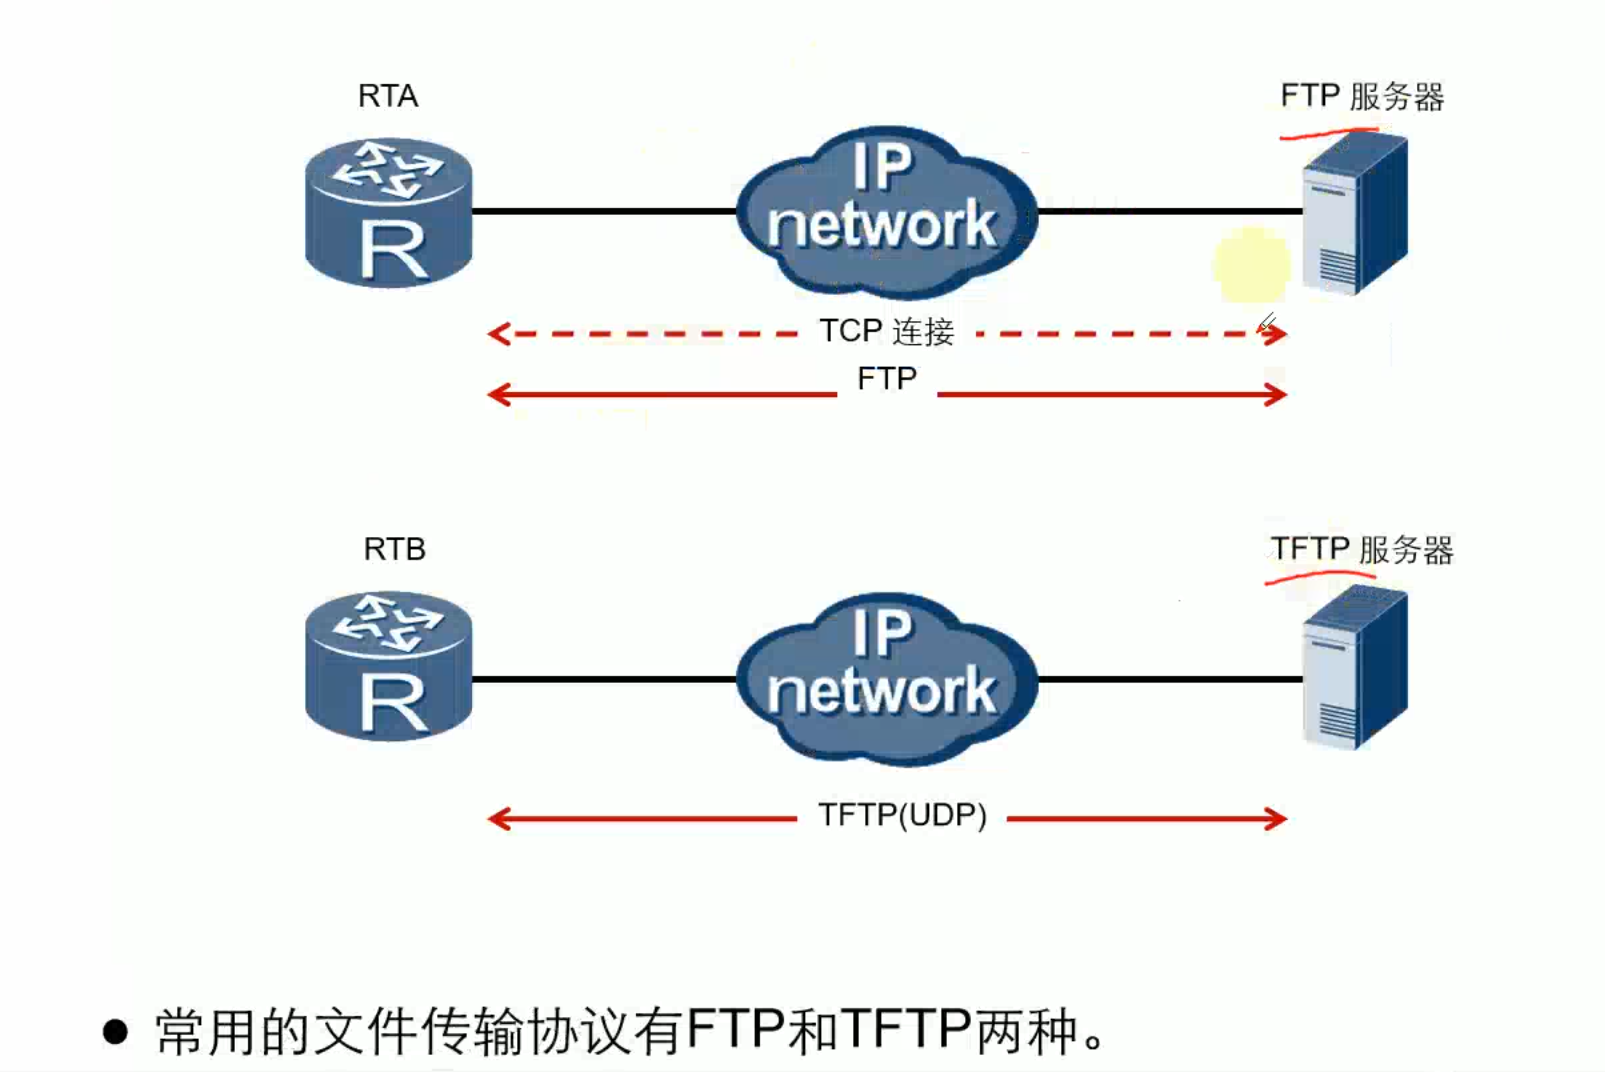 RTA
FTP 服务器
R
IP
network
TCP 连接
FTP
RTB
TFTP 服务器
R
IP
network
TFTP(UDP)
● 常用的文件传输协议有FTP和TFTP两种。